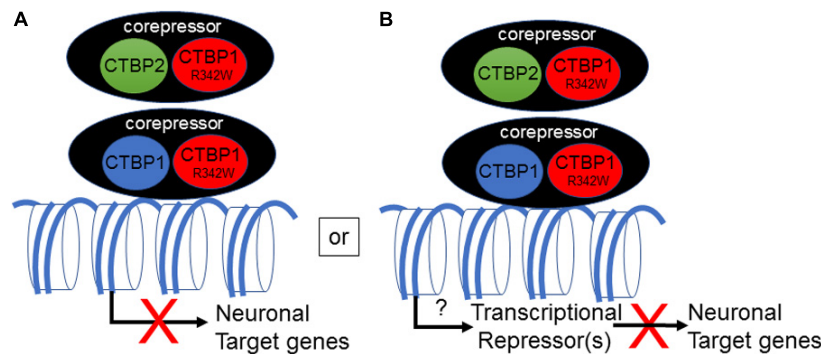 A
corepressor
CTBP2
CTBP1
R342W
corepressor
CTBP1
CTBP1
R342W
Neuronal
Target genes
or
B
corepressor
CTBP2
CTBP1
R342W
corepressor
CTBP1
CTBP1
R342W
?
Transcriptional
Repressor(s)
Neuronal
Target genes